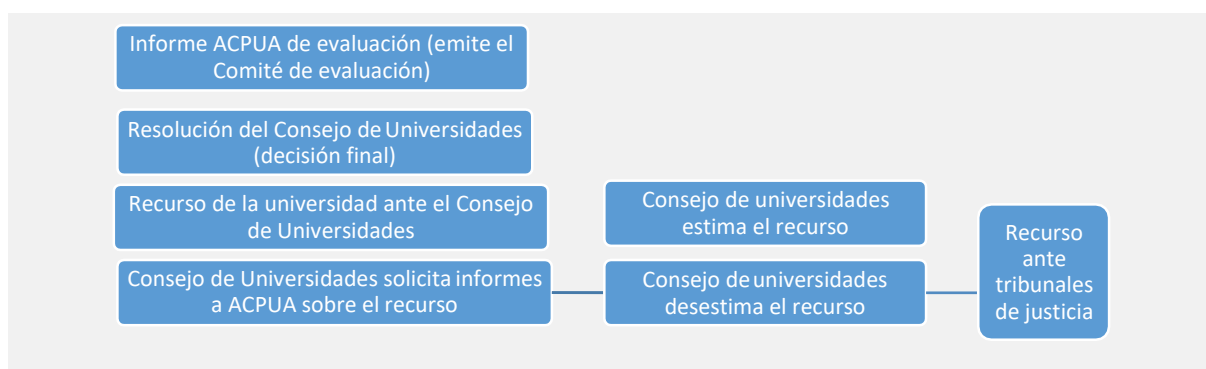 Informe ACPUA de evaluación (emite el
Comité de evaluación)
Resolución del Consejo de Universidades
(decisión final)
Recurso de la universidad ante el Consejo
de Universidades
Consejo de Universidades solicita informes
a ACPUA sobre el recurso
Consejo de universidades
estima el recurso
Consejo de universidades
desestima el recurso
Recurso
ante
tribunales
de justicia